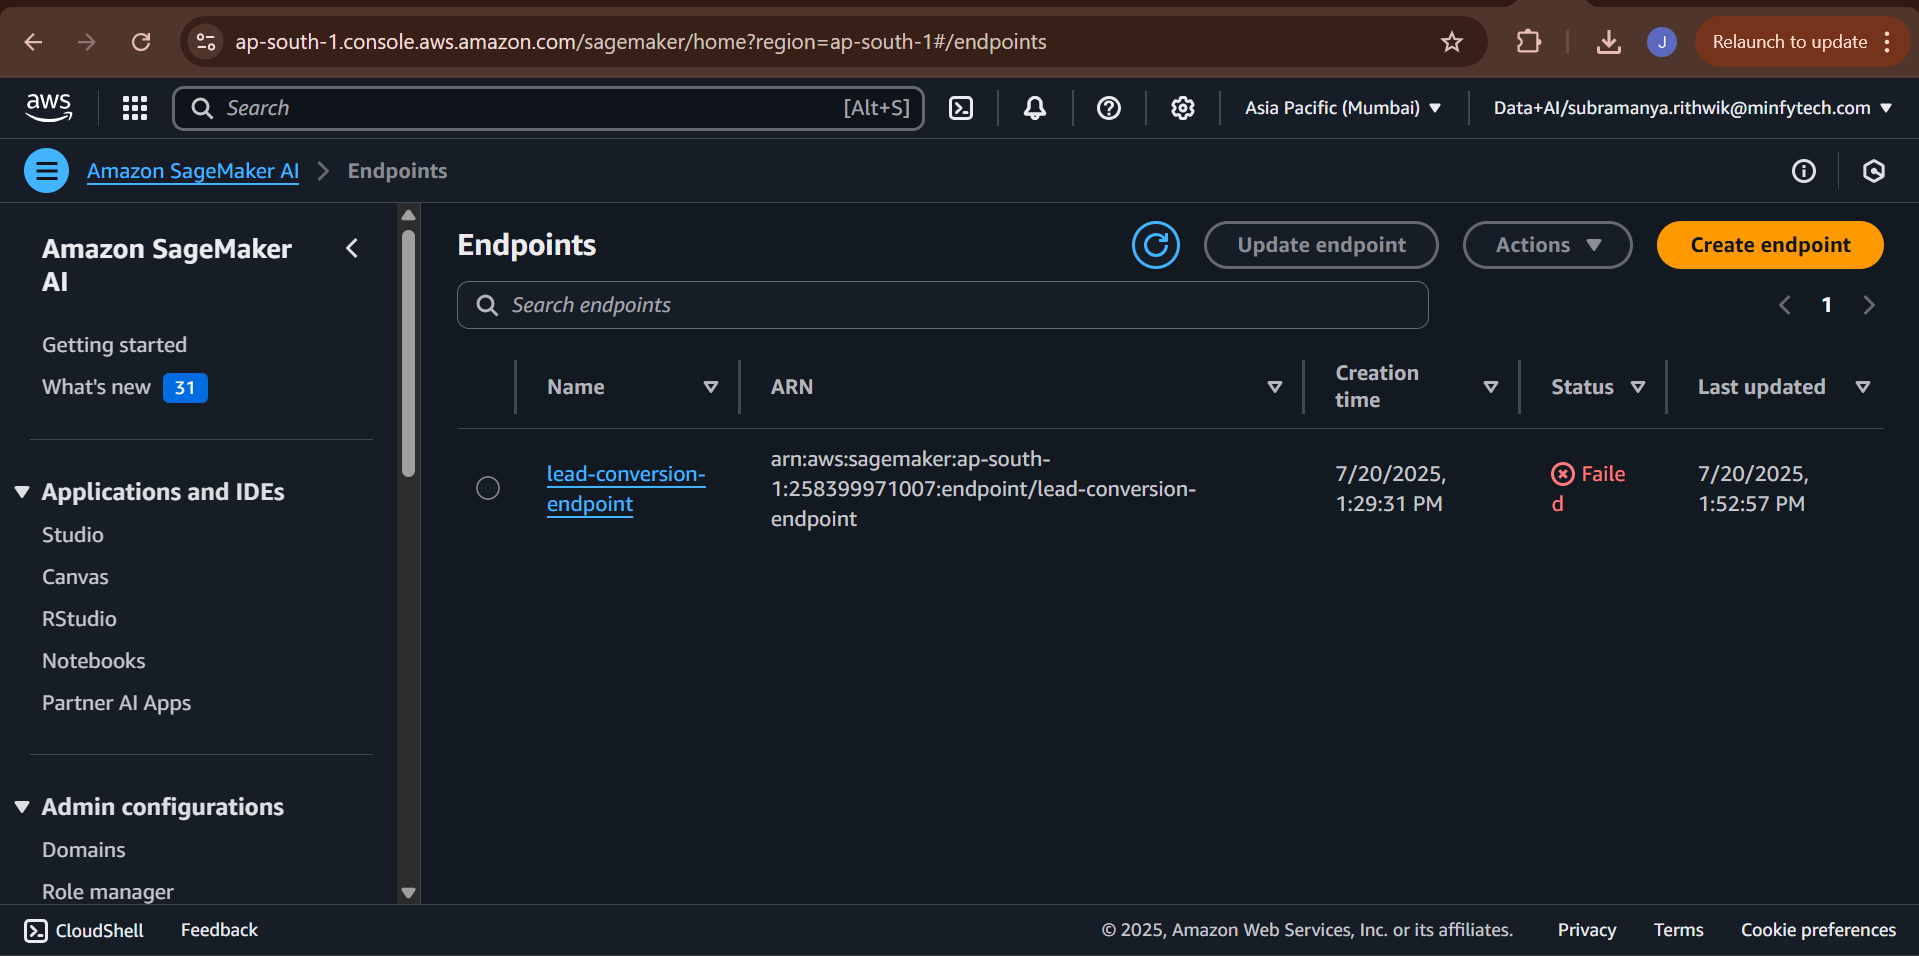 ap-south-1.console.aws.amazon.com/sagemaker/home?region=ap-south-1#/endpoints
J
Relaunch to update
aws
Search
[Alt+S]
Asia Pacific (Mumbai)
Data+AI/subramanya.rithwik@minfytech.com
Amazon SageMaker AI
Endpoints
Amazon SageMaker
AI
Getting started
What's new 31
Applications and IDEs
Studio
Canvas
RStudio
Notebooks
Partner AI Apps
Admin configurations
Domains
Role manager
Endpoints
Update endpoint
Actions
Create endpoint
Search endpoints
1
Name
ARN
Creation
time
Status
Last updated
lead-conversion-
endpoint
arn:aws:sagemaker:ap-south-
1:258399971007:endpoint/lead-conversion-
endpoint
7/20/2025,
1:29:31 PM
Faile
d
7/20/2025,
1:52:57 PM
CloudShell
Feedback
© 2025, Amazon Web Services, Inc. or its affiliates.
Privacy
Terms
Cookie preferences